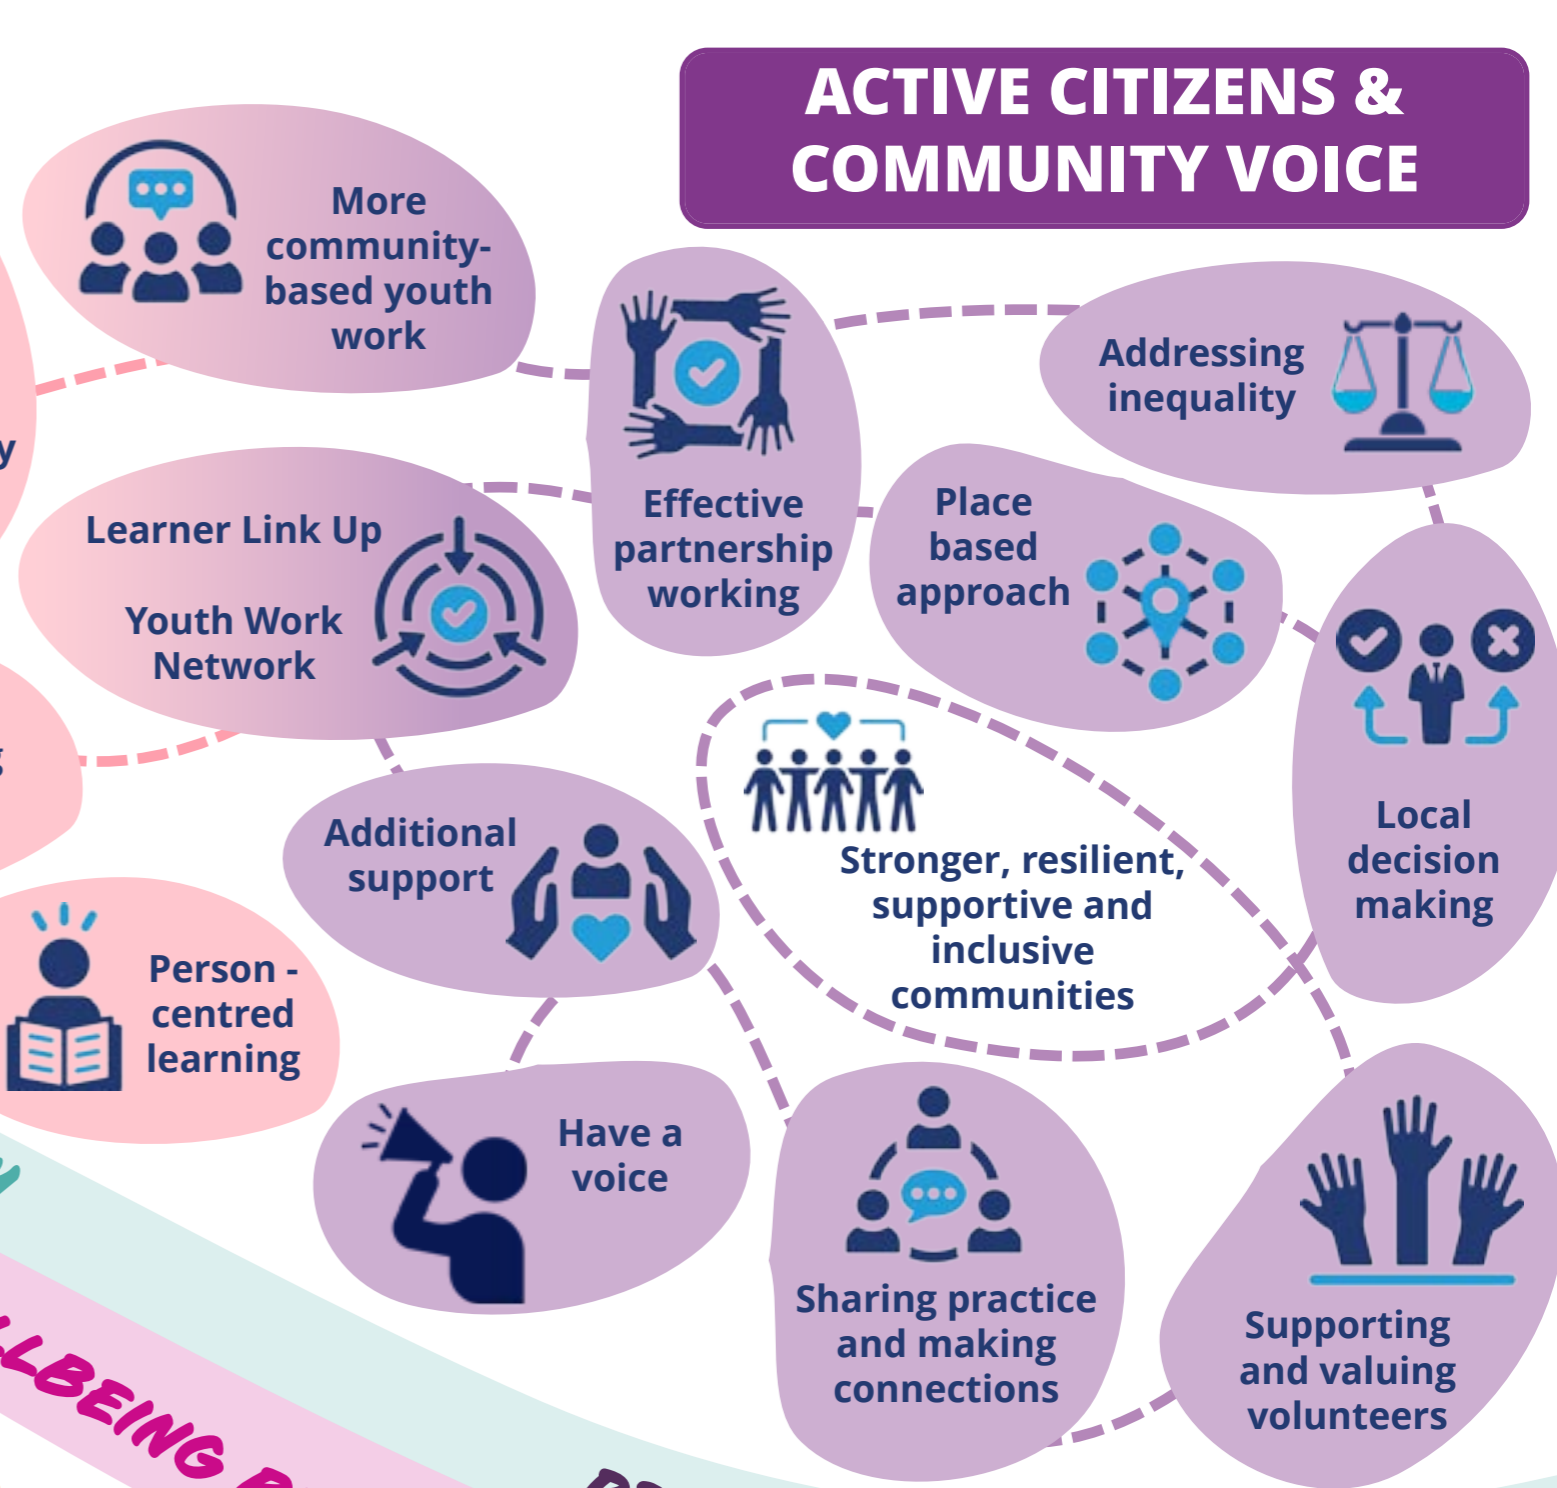 ACTIVE CITIZENS &
COMMUNITY VOICE
More
community-
based youth
work
Effective
partnership
working
Addressing
inequality
Learner Link Up
Youth Work
Network
Place
based
approach
Local
decision
making
Additional
support
Stronger, resilient,
supportive and
inclusive
communities
Person -
centred
learning
Have a
voice
Sharing practice
and making
connections
Supporting
and valuing
volunteers